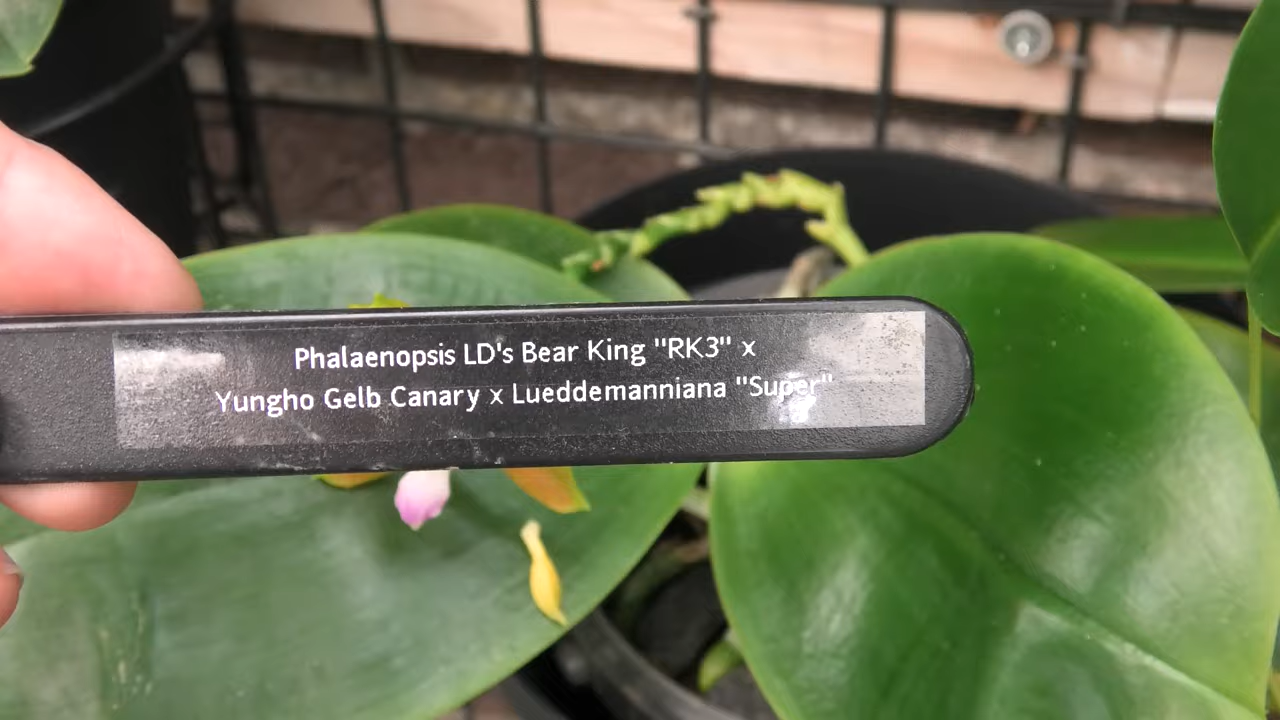 Phalaenopsis LD's Bear King "RK3" x
Yungho Gelb Canary x Lueddemanniana "Super"